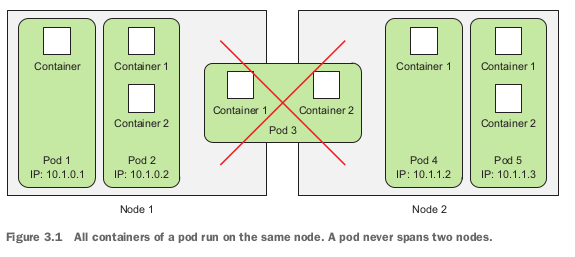 Container
Container 1
Container 2
Pod 1
IP: 10.1.0.1
Pod 2
IP: 10.1.0.2
Node 1
Container 1
Container 2
Pod 3
Container 1
Pod 4
IP: 10.1.1.2
Container 1
Container 2
Pod 5
IP: 10.1.1.3
Node 2
Figure 3.1 All containers of a pod run on the same node. A pod never spans two nodes.